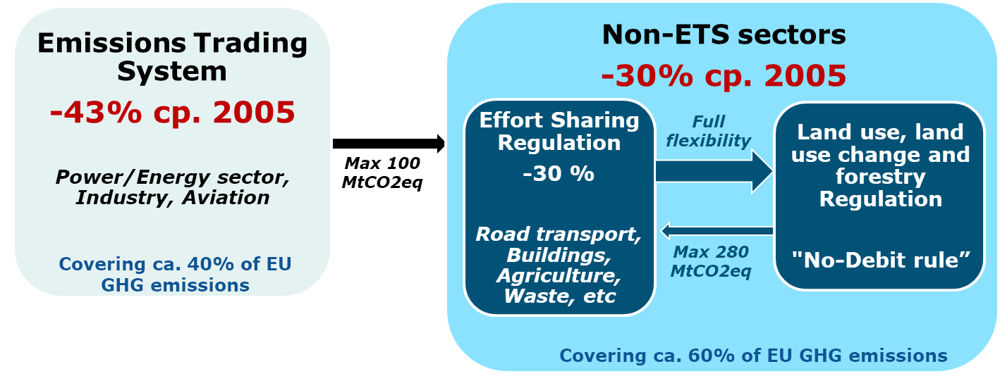 Emissions Trading
System
-43% cp. 2005
Power/Energy sector,
Industry, Aviation
Covering ca. 40% of EU
GHG emissions
Max 100
MtCO2eq
Non-ETS sectors
-30% cp. 2005
Effort Sharing
Regulation
-30 %
Road transport,
Buildings,
Agriculture,
Waste, etc
Full
flexibility
Max 280
MtCO2eq
Land use, land
use change and
forestry
Regulation
"No-Debit rule”
Covering ca. 60% of EU GHG emissions